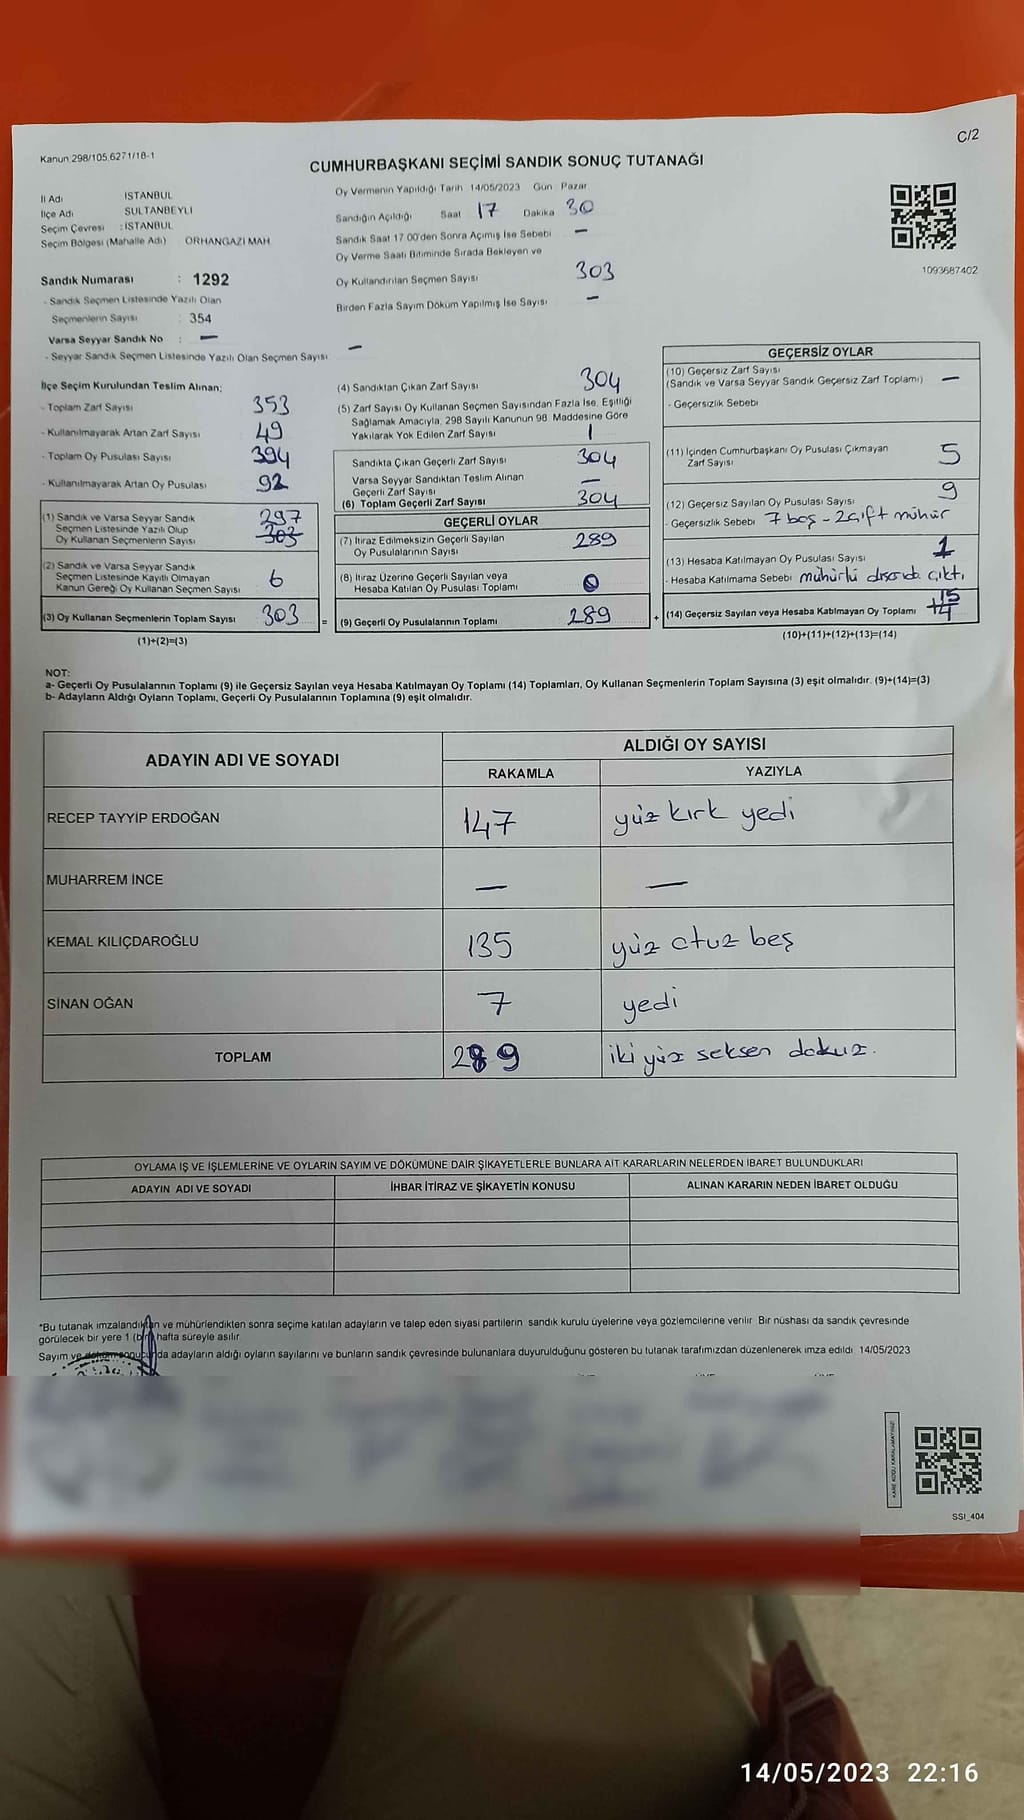 C/2
Kanun 298/105,6271/18-1
CUMHURBAŞKANI SEÇİMİ SANDIK SONUÇ TUTANAĞI
İl Adı İSTANBUL
İlçe Adı SULTANBEYLİ
Seçim Çevresi : İSTANBUL
Seçim Bölgesi (Mahalle Adı) ORHANGAZİ MAH.
Sandık Numarası : 1292
- Sandık Seçmen Listesinde Yazılı Olan
Seçmenlerin Sayısı : 354
Varsa Seyyar Sandık No : —
- Seyyar Sandık Seçmen Listesinde Yazılı Olan Seçmen Sayısı —
Oy Vermenin Yapıldığı Tarih 14/05/2023 Gün Pazar
Sandığın Açıldığı Saat 17 Dakika 30
Sandık Saat 17.00'den Sonra Açımış İse Sebebi —
Oy Verme Saati Bitiminde Sırada Bekleyen ve
Oy Kullandırılan Seçmen Sayısı 303
Birden Fazla Sayım Döküm Yapılmış İse Sayısı —
1093687402
İlçe Seçim Kurulundan Teslim Alınan;
- Toplam Zarf Sayısı 353
- Kullanılmayarak Artan Zarf Sayısı 49
- Toplam Oy Pusulası Sayısı 394
- Kullanılmayarak Artan Oy Pusulası 92
(1) Sandık ve Varsa Seyyar Sandık
Seçmen Listesinde Yazılı Olup
Oy Kullanan Seçmenlerin Sayısı 297 303
(2) Sandık ve Varsa Seyyar Sandık
Seçmen Listesinde Kayıtlı Olmayan
Kanun Gereği Oy Kullanan Seçmen Sayısı 6
(3) Oy Kullanan Seçmenlerin Toplam Sayısı 303 =
(1)+(2)=(3)
(4) Sandıktan Çıkan Zarf Sayısı 304
(5) Zarf Sayısı Oy Kullanan Seçmen Sayısından Fazla İse, Eşitliği
Sağlamak Amacıyla, 298 Sayılı Kanunun 98. Maddesine Göre
Yakılarak Yok Edilen Zarf Sayısı 1
Sandıkta Çıkan Geçerli Zarf Sayısı 304
Varsa Seyyar Sandıktan Teslim Alınan
Geçerli Zarf Sayısı —
(6) Toplam Geçerli Zarf Sayısı 304
GEÇERLİ OYLAR
(7) İtiraz Edilmeksizin Geçerli Sayılan
Oy Pusulalarının Sayısı 289
(8) İtiraz Üzerine Geçerli Sayılan veya
Hesaba Katılan Oy Pusulası Toplamı 0
(9) Geçerli Oy Pusulalarının Toplamı 289 +
GEÇERSİZ OYLAR
(10) Geçersiz Zarf Sayısı
(Sandık ve Varsa Seyyar Sandık Geçersiz Zarf Toplamı) —
- Geçersizlik Sebebi
(11) İçinden Cumhurbaşkanı Oy Pusulası Çıkmayan
Zarf Sayısı 5
(12) Geçersiz Sayılan Oy Pusulası Sayısı 9
- Geçersizlik Sebebi 7 boş - 2 çift mühür
(13) Hesaba Katılmayan Oy Pusulası Sayısı 1
- Hesaba Katılmama Sebebi mühürlü dışarıda çıktı
(14) Geçersiz Sayılan veya Hesaba Katılmayan Oy Toplamı 15
(10)+(11)+(12)+(13)=(14)
NOT:
a- Geçerli Oy Pusulalarının Toplamı (9) ile Geçersiz Sayılan veya Hesaba Katılmayan Oy Toplamı (14) Toplamları, Oy Kullanan Seçmenlerin Toplam Sayısına (3) eşit olmalıdır. (9)+(14)=(3)
b- Adayların Aldığı Oyların Toplamı, Geçerli Oy Pusulalarının Toplamına (9) eşit olmalıdır.
ADAYIN ADI VE SOYADI ALDIĞI OY SAYISI
RAKAMLA YAZIYLA
RECEP TAYYİP ERDOĞAN 147 yüz kırk yedi
MUHARREM İNCE — —
KEMAL KILIÇDAROĞLU 135 yüz otuz beş
SİNAN OĞAN 7 yedi
TOPLAM 289 iki yüz seksen dokuz.
OYLAMA İŞ VE İŞLEMLERİNE VE OYLARIN SAYIM VE DÖKÜMÜNE DAİR ŞİKAYETLERLE BUNLARA AİT KARARLARIN NELERDEN İBARET BULUNDUKLARI
ADAYIN ADI VE SOYADI İHBAR İTİRAZ VE ŞİKAYETİN KONUSU ALINAN KARARIN NEDEN İBARET OLDUĞU
*Bu tutanak imzalandıktan ve mühürlendikten sonra seçime katılan adayların ve talep eden siyasi partilerin sandık kurulu üyelerine veya gözlemcilerine verilir. Bir nüshası da sandık çevresinde
görülecek bir yere 1 (bir) hafta süreyle asılır.
Sayım ve döküm sonucunda adayların aldığı oyların sayılarını ve bunların sandık çevresinde bulunanlara duyurulduğunu gösteren bu tutanak tarafımızdan düzenlenerek imza edildi. 14/05/2023
KARE KODU KARALAMAYINIZ!
SSI_404
14/05/2023 22:16